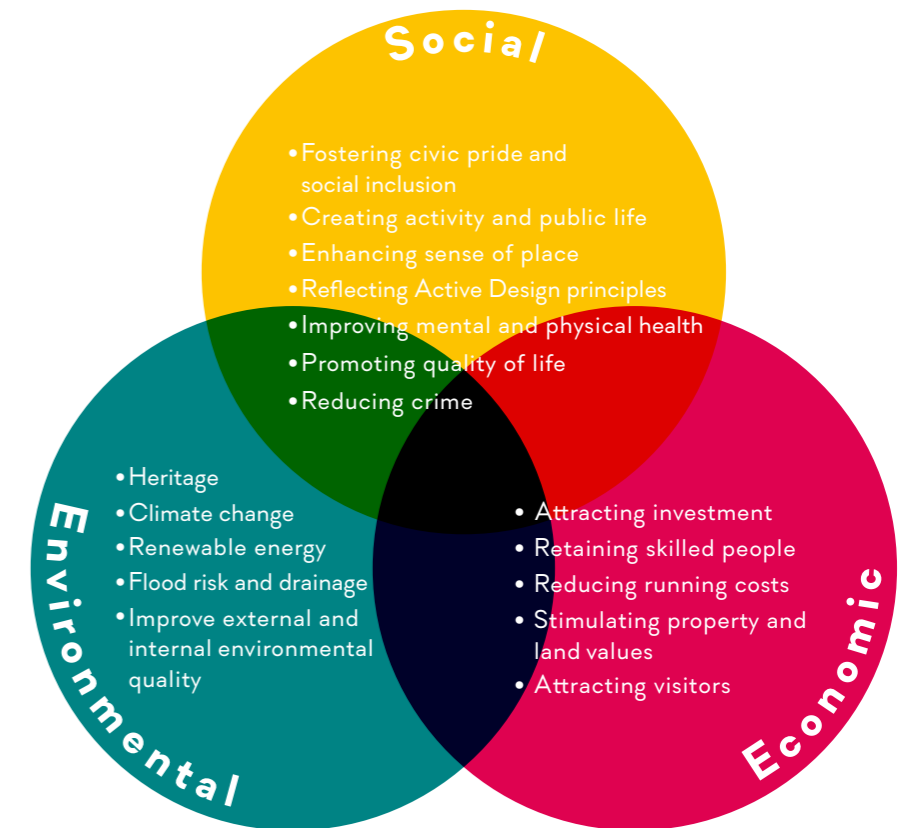 Social
•Fostering civic pride and
social inclusion
•Creating activity and public life
•Enhancing sense of place
•Reflecting Active Design principles
•Improving mental and physical health
•Promoting quality of life
•Reducing crime
Environmental
•Heritage
•Climate change
•Renewable energy
•Flood risk and drainage
•Improve external and
internal environmental
quality
• Attracting investment
• Retaining skilled people
• Reducing running costs
• Stimulating property and
land values
• Attracting visitors
Economic